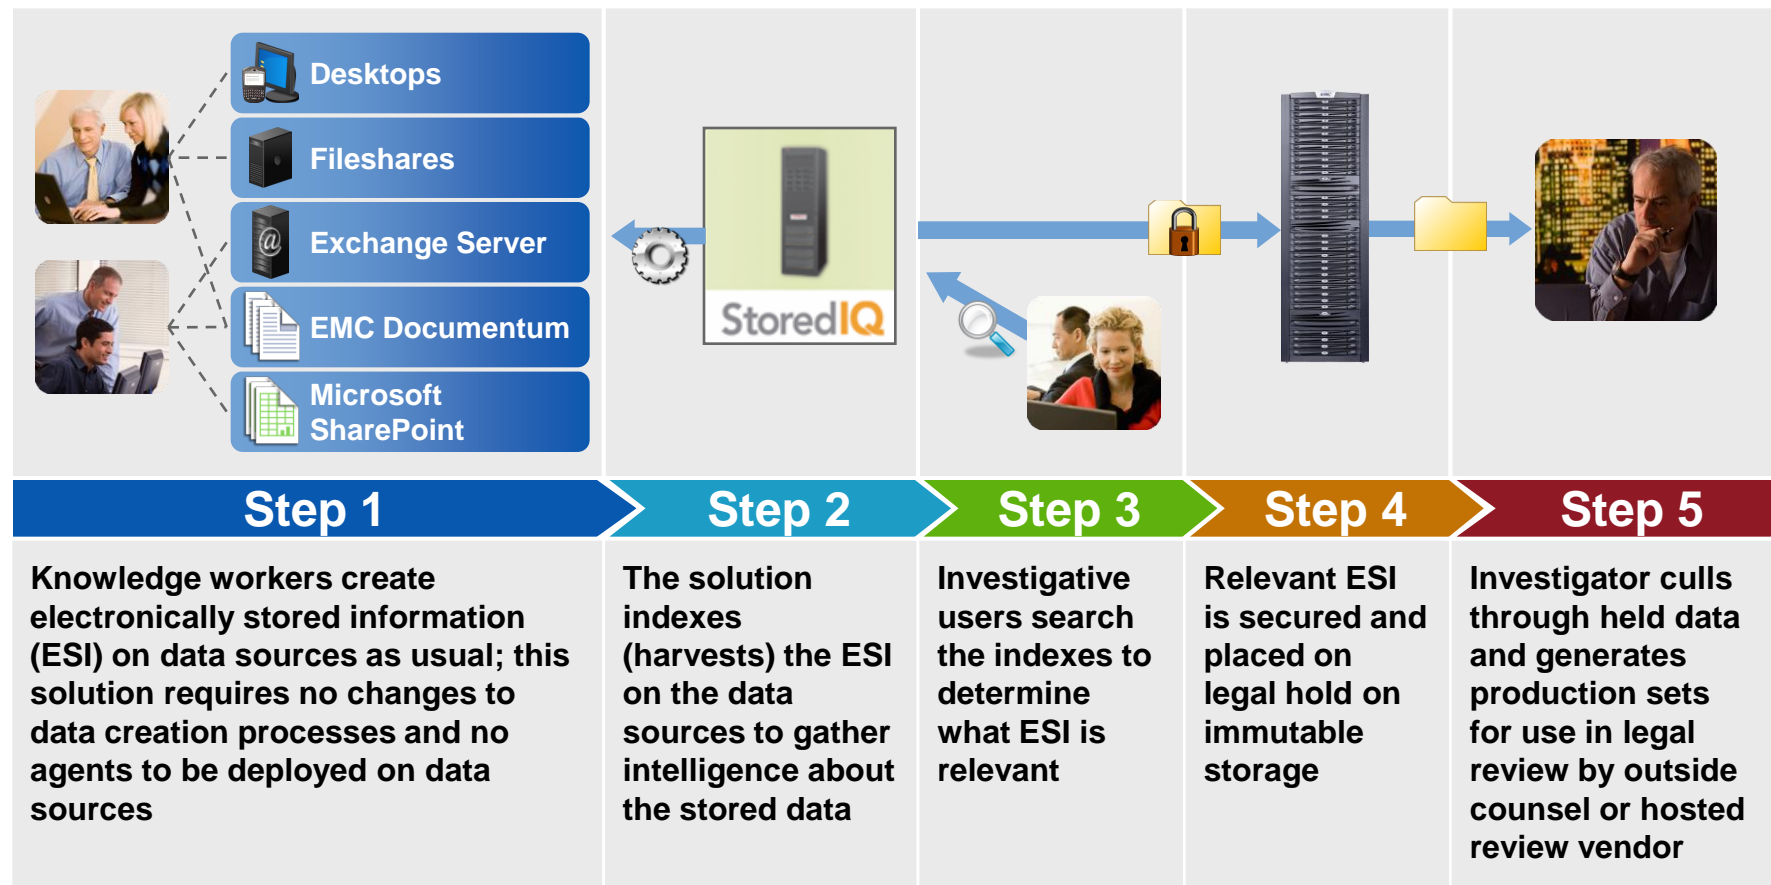 Desktops
Fileshares
Exchange Server
@
EMC Documentum
Microsoft
SharePoint
StoredIQ
Step 1
Step 2
Step 3
Step 4
Step 5
Knowledge workers create
electronically stored information
(ESI) on data sources as usual; this
solution requires no changes to
data creation processes and no
agents to be deployed on data
sources
The solution
indexes
(harvests) the ESI
on the data
sources to gather
intelligence about
the stored data
Investigative
users search
the indexes to
determine
what ESI is
relevant
Relevant ESI
is secured and
placed on
legal hold on
immutable
storage
Investigator culls
through held data
and generates
production sets
for use in legal
review by outside
counsel or hosted
review vendor